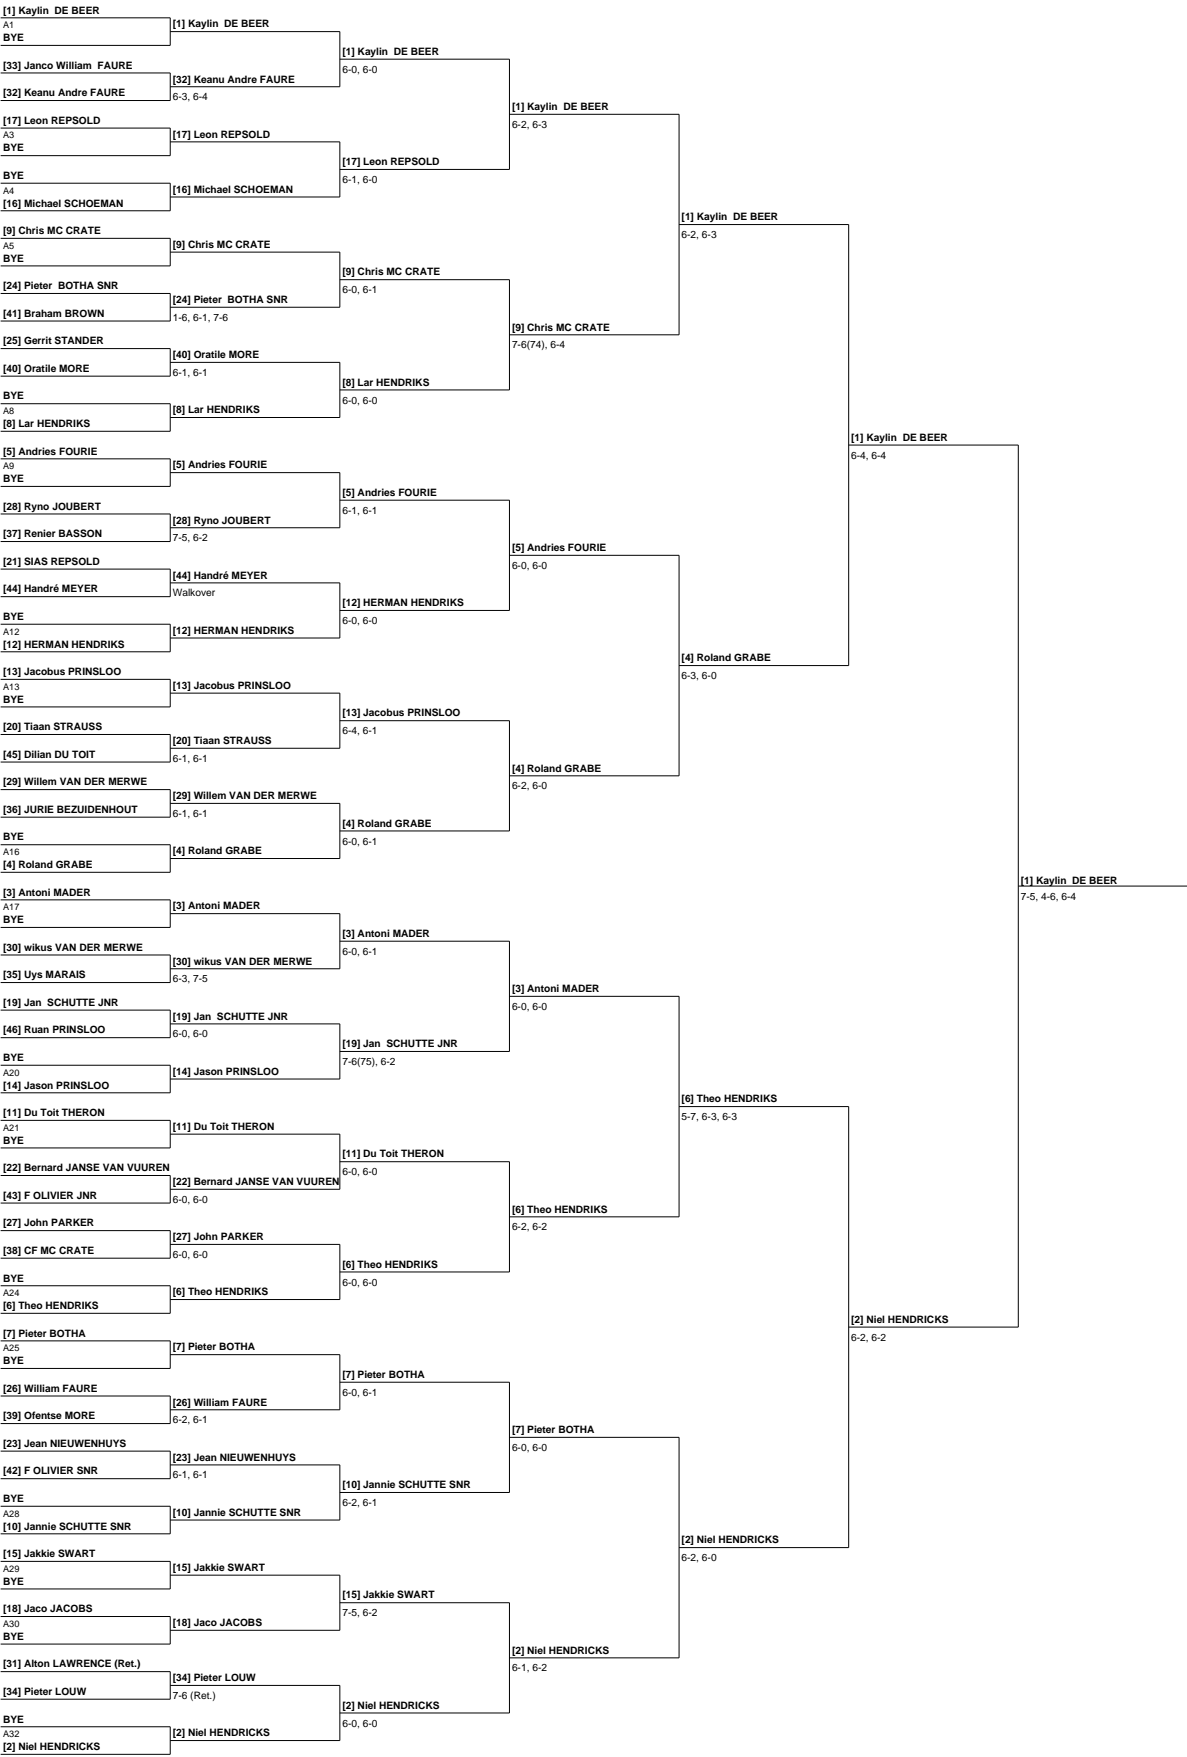 [1] Kaylin  DE BEER
A1
BYE
[33] Janco William  FAURE
[32] Keanu Andre FAURE
[17] Leon REPSOLD
A3
BYE
BYE
A4
[16] Michael SCHOEMAN
[9] Chris MC CRATE
A5
BYE
[24] Pieter  BOTHA SNR
[41] Braham BROWN
[25] Gerrit STANDER
[40] Oratile MORE
BYE
A8
[8] Lar HENDRIKS
[5] Andries FOURIE
A9
BYE
[28] Ryno JOUBERT
[37] Renier BASSON
[21] SIAS REPSOLD
[44] Handré MEYER
BYE
A12
[12] HERMAN HENDRIKS
[13] Jacobus PRINSLOO
A13
BYE
[20] Tiaan STRAUSS
[45] Dilian DU TOIT
[29] Willem VAN DER MERWE
[36] JURIE BEZUIDENHOUT
BYE
A16
[4] Roland GRABE
[3] Antoni MADER
A17
BYE
[30] wikus VAN DER MERWE
[35] Uys MARAIS
[19] Jan  SCHUTTE JNR
[46] Ruan PRINSLOO
BYE
A20
[14] Jason PRINSLOO
[11] Du Toit THERON
A21
BYE
[22] Bernard JANSE VAN VUUREN
[43] F OLIVIER JNR
[27] John PARKER
[38] CF MC CRATE
BYE
A24
[6] Theo HENDRIKS
[7] Pieter BOTHA
A25
BYE
[26] William FAURE
[39] Ofentse MORE
[23] Jean NIEUWENHUYS
[42] F OLIVIER SNR
BYE
A28
[10] Jannie SCHUTTE SNR
[15] Jakkie SWART
A29
BYE
[18] Jaco JACOBS
A30
BYE
[31] Alton LAWRENCE (Ret.)
[34] Pieter LOUW
BYE
A32
[2] Niel HENDRICKS
[1] Kaylin  DE BEER
[32] Keanu Andre FAURE
6-3, 6-4
[17] Leon REPSOLD
[16] Michael SCHOEMAN
[9] Chris MC CRATE
[24] Pieter  BOTHA SNR
1-6, 6-1, 7-6
[40] Oratile MORE
6-1, 6-1
[8] Lar HENDRIKS
[5] Andries FOURIE
[28] Ryno JOUBERT
7-5, 6-2
[44] Handré MEYER
Walkover
[12] HERMAN HENDRIKS
[13] Jacobus PRINSLOO
[20] Tiaan STRAUSS
6-1, 6-1
[29] Willem VAN DER MERWE
6-1, 6-1
[4] Roland GRABE
[3] Antoni MADER
[30] wikus VAN DER MERWE
6-3, 7-5
[19] Jan  SCHUTTE JNR
6-0, 6-0
[14] Jason PRINSLOO
[11] Du Toit THERON
[22] Bernard JANSE VAN VUUREN
6-0, 6-0
[27] John PARKER
6-0, 6-0
[6] Theo HENDRIKS
[7] Pieter BOTHA
[26] William FAURE
6-2, 6-1
[23] Jean NIEUWENHUYS
6-1, 6-1
[10] Jannie SCHUTTE SNR
[15] Jakkie SWART
[18] Jaco JACOBS
[34] Pieter LOUW
7-6 (Ret.)
[2] Niel HENDRICKS
[1] Kaylin  DE BEER
6-0, 6-0
[17] Leon REPSOLD
6-1, 6-0
[9] Chris MC CRATE
6-0, 6-1
[8] Lar HENDRIKS
6-0, 6-0
[5] Andries FOURIE
6-1, 6-1
[12] HERMAN HENDRIKS
6-0, 6-0
[13] Jacobus PRINSLOO
6-4, 6-1
[4] Roland GRABE
6-0, 6-1
[3] Antoni MADER
6-0, 6-1
[19] Jan  SCHUTTE JNR
7-6(75), 6-2
[11] Du Toit THERON
6-0, 6-0
[6] Theo HENDRIKS
6-0, 6-0
[7] Pieter BOTHA
6-0, 6-1
[10] Jannie SCHUTTE SNR
6-2, 6-1
[15] Jakkie SWART
7-5, 6-2
[2] Niel HENDRICKS
6-0, 6-0
[1] Kaylin  DE BEER
6-2, 6-3
[9] Chris MC CRATE
7-6(74), 6-4
[5] Andries FOURIE
6-0, 6-0
[4] Roland GRABE
6-2, 6-0
[3] Antoni MADER
6-0, 6-0
[6] Theo HENDRIKS
6-2, 6-2
[7] Pieter BOTHA
6-0, 6-0
[2] Niel HENDRICKS
6-1, 6-2
[1] Kaylin  DE BEER
6-2, 6-3
[4] Roland GRABE
6-3, 6-0
[6] Theo HENDRIKS
5-7, 6-3, 6-3
[2] Niel HENDRICKS
6-2, 6-0
[1] Kaylin  DE BEER
6-4, 6-4
[2] Niel HENDRICKS
6-2, 6-2
[1] Kaylin  DE BEER
7-5, 4-6, 6-4